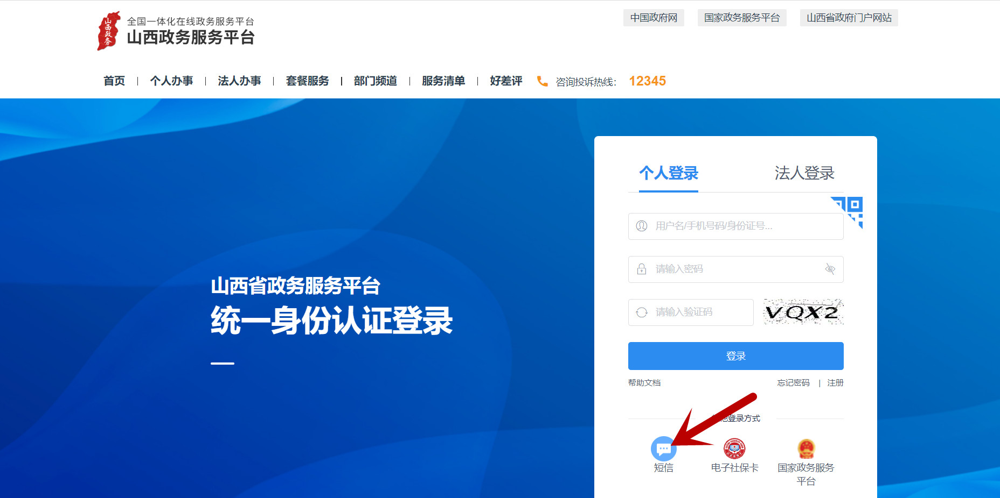 山西政务
全国一体化在线政务服务平台
山西政务服务平台
中国政府网
国家政务服务平台
山西省政府门户网站
首页 | 个人办事 | 法人办事 | 套餐服务 | 部门频道 | 服务清单 | 好差评 咨询投诉热线： 12345
山西省政务服务平台
统一身份认证登录
个人登录
法人登录
用户名/手机号码/身份证号...
请输入密码
请输入验证码
VQX2
登录
帮助文档
忘记密码 | 注册
他登录方式
短信
电子社保卡
国家政务服务
平台